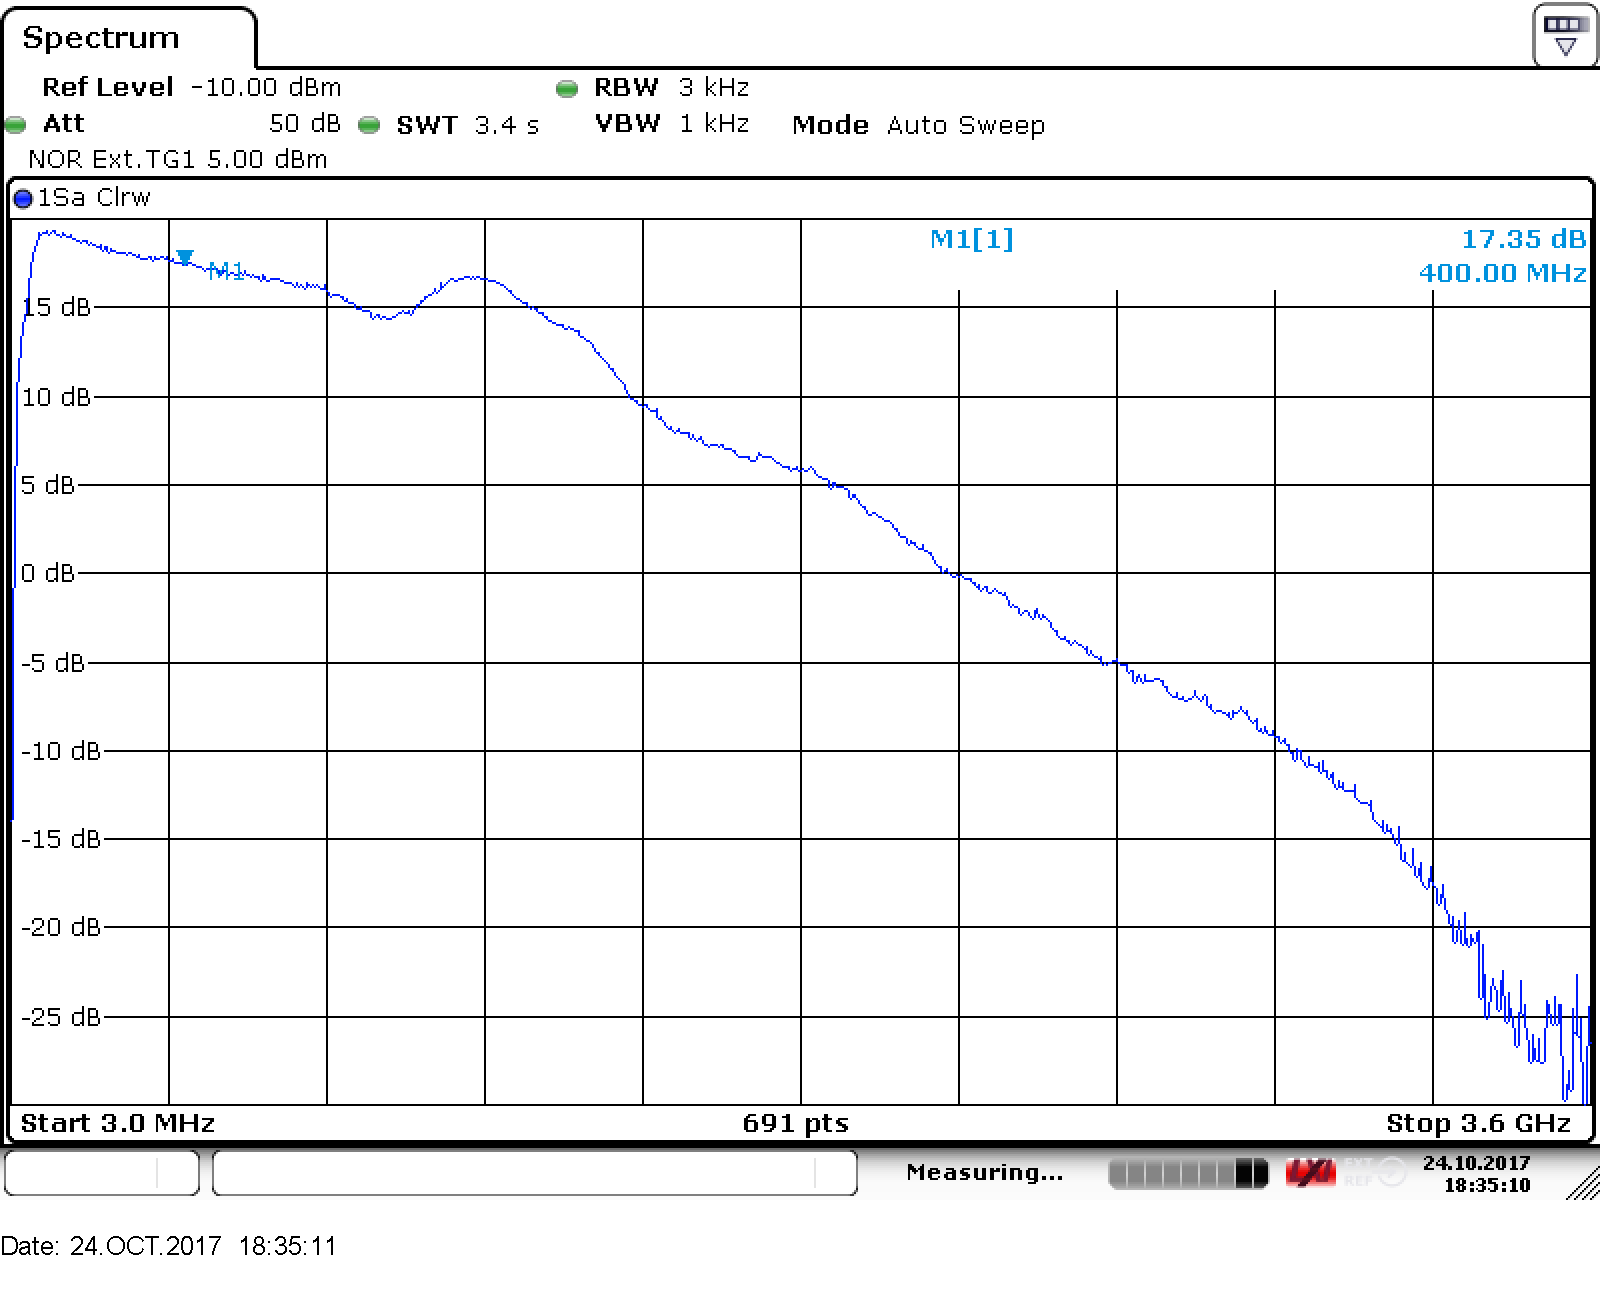 Spectrum
Ref Level -10.00 dBm RBW 3 kHz
Att 50 dB SWT 3.4 s VBW 1 kHz Mode Auto Sweep
NOR Ext.TG1 5.00 dBm
1Sa Clrw
M1[1] 17.35 dB
400.00 MHz
M1
15 dB
10 dB
5 dB
0 dB
-5 dB
-10 dB
-15 dB
-20 dB
-25 dB
Start 3.0 MHz 691 pts Stop 3.6 GHz
Measuring... LXI EXT REF 24.10.2017
18:35:10
Date: 24.OCT.2017 18:35:11